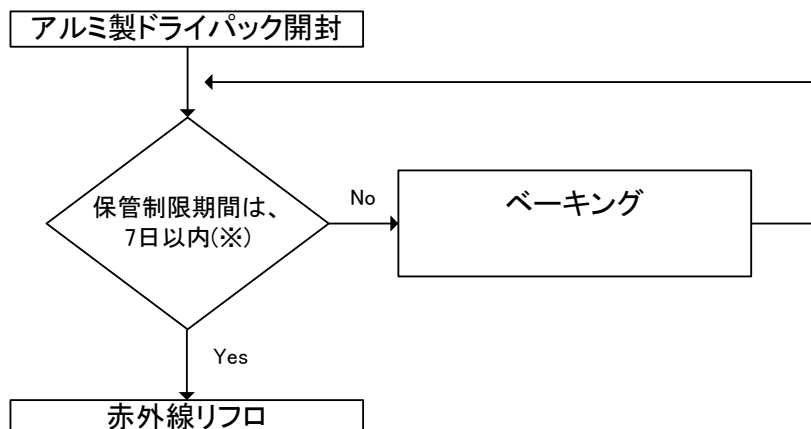 アルミ製ドライパック開封
保管制限期間は、
7日以内(※)
No
ベーキング
Yes
赤外線リフロ